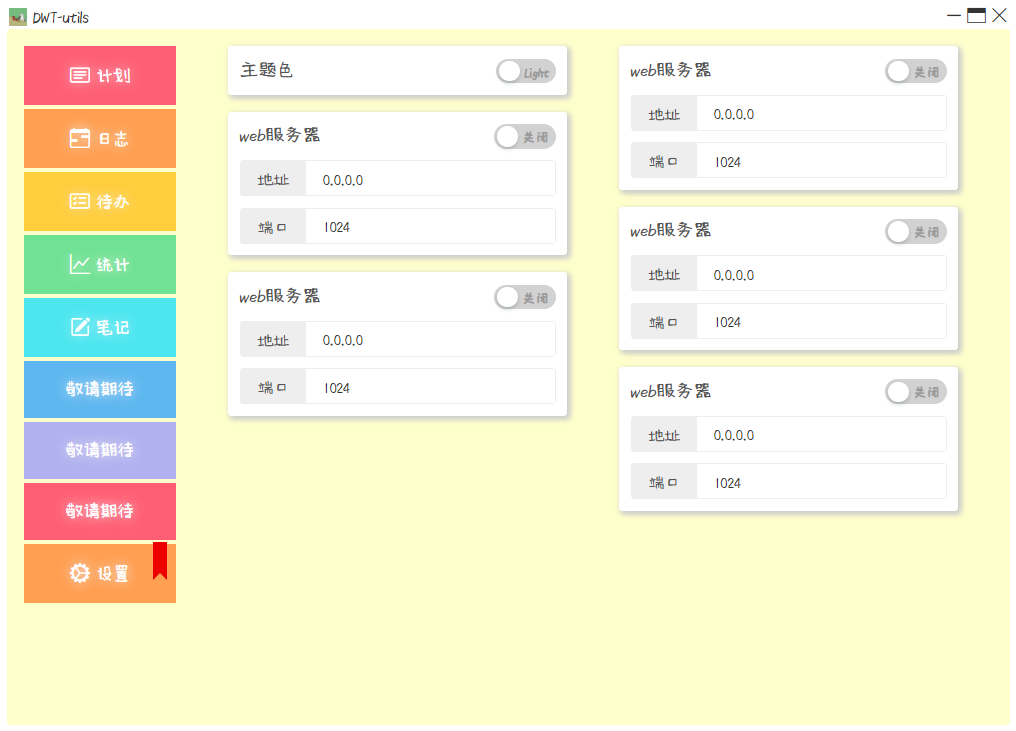 DWT-utils
计划
日志
待办
统计
笔记
敬请期待
敬请期待
敬请期待
设置
主题色
Light
web服务器
关闭
地址
0.0.0.0
端口
1024
web服务器
关闭
地址
0.0.0.0
端口
1024
web服务器
关闭
地址
0.0.0.0
端口
1024
web服务器
关闭
地址
0.0.0.0
端口
1024
web服务器
关闭
地址
0.0.0.0
端口
1024